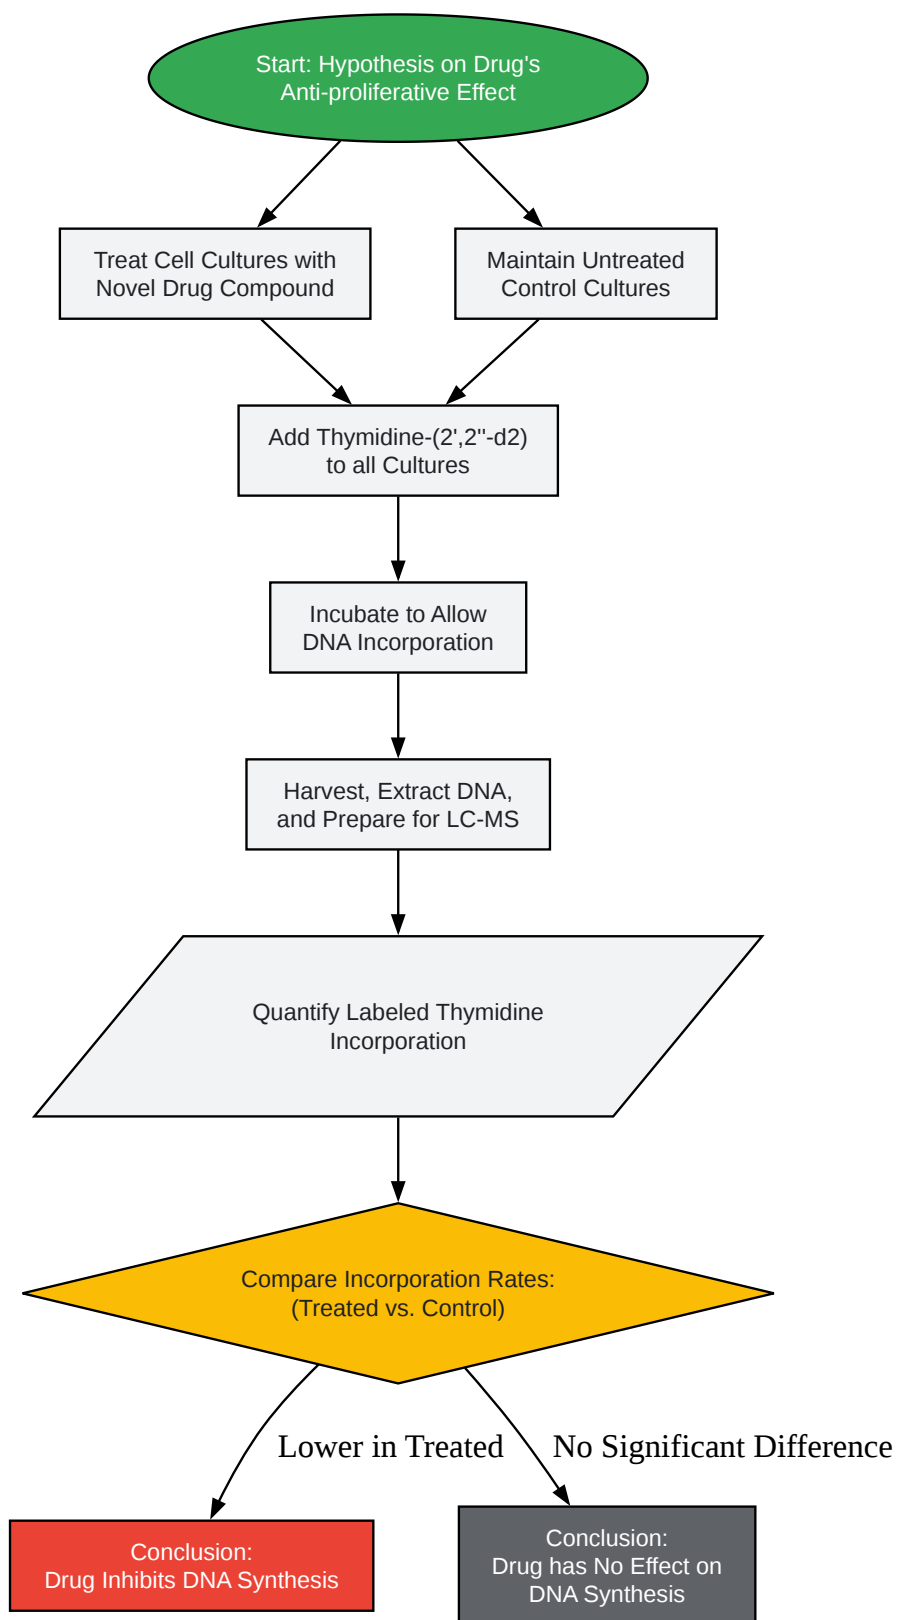 Start: Hypothesis on Drug's
Anti-proliferative Effect
Treat Cell Cultures with
Novel Drug Compound
Maintain Untreated
Control Cultures
Add Thymidine-(2',2''-d2)
to all Cultures
Incubate to Allow
DNA Incorporation
Harvest, Extract DNA,
and Prepare for LC-MS
Quantify Labeled Thymidine
Incorporation
Compare Incorporation Rates:
(Treated vs. Control)
Lower in Treated
No Significant Difference
Conclusion:
Drug Inhibits DNA Synthesis
Conclusion:
Drug has No Effect on
DNA Synthesis